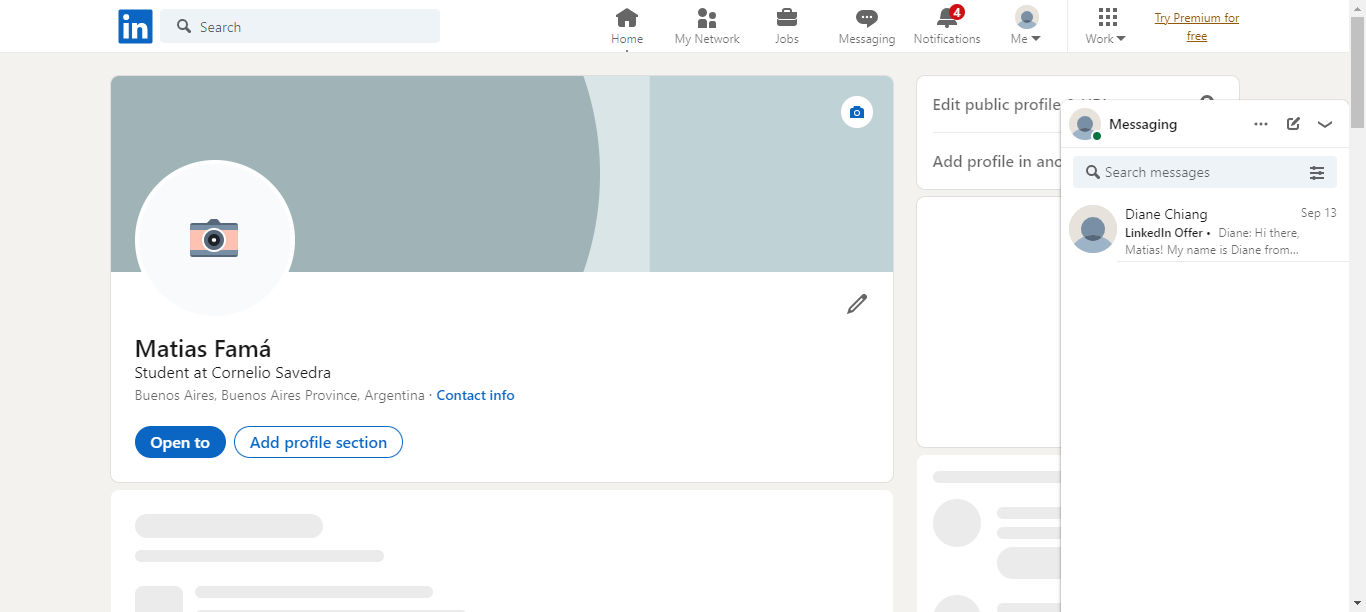 in
Search
Home
My Network
Jobs
Messaging
Notifications
4
Me
Work
Try Premium for
free
Edit public profile
Add profile in
Messaging
Search messages
Diane Chiang
Sep 13
LinkedIn Offer • Diane: Hi there,
Matias! My name is Diane from...
Matias Famá
Student at Cornelio Savedra
Buenos Aires, Buenos Aires Province, Argentina · Contact info
Open to
Add profile section